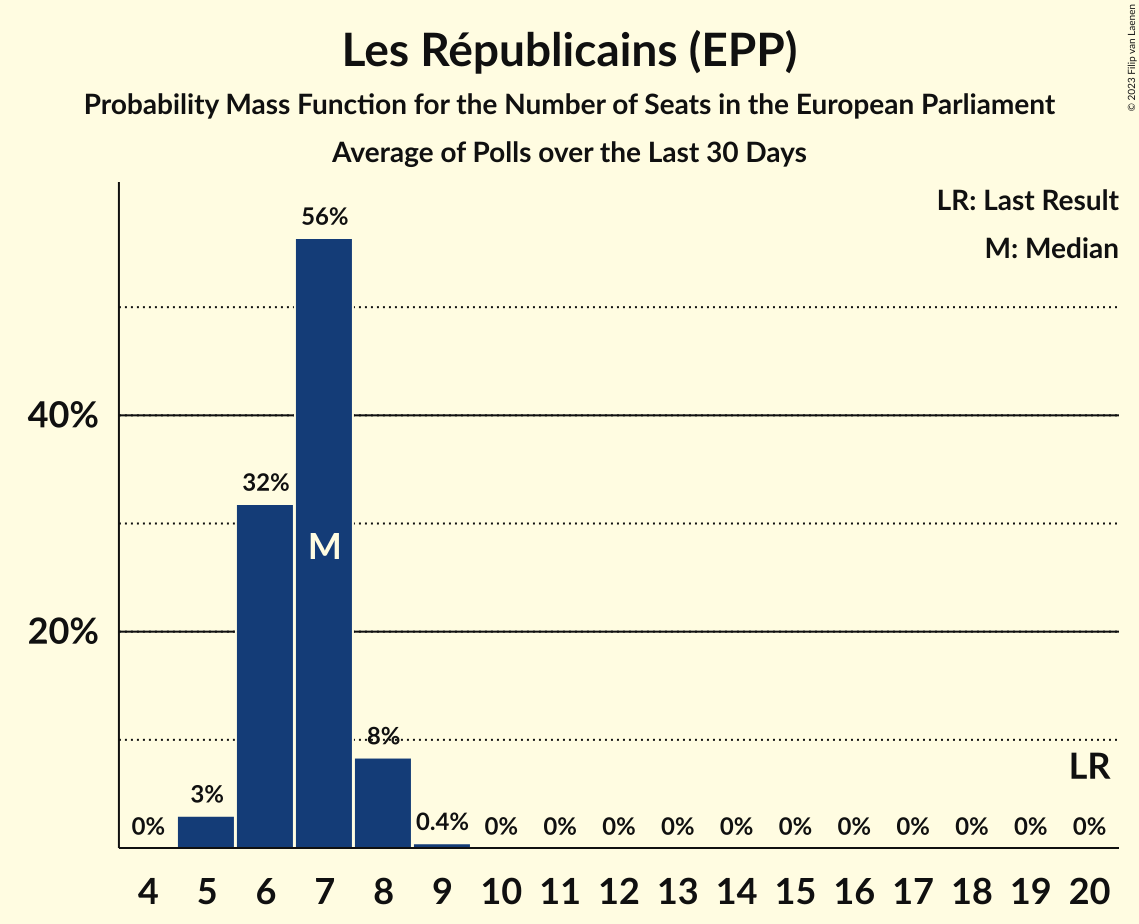 Les Républicains (EPP)
Probability Mass Function for the Number of Seats in the European Parliament
Average of Polls over the Last 30 Days
© 2023 Filip van Laenen
LR: Last Result
M: Median
56%
40%
32%
M
20%
8%
LR
3%
0% 0.4% 0% 0% 0% 0% 0% 0% 0% 0% 0% 0% 0%
4 5 6 7 8 9 10 11 12 13 14 15 16 17 18 19 20